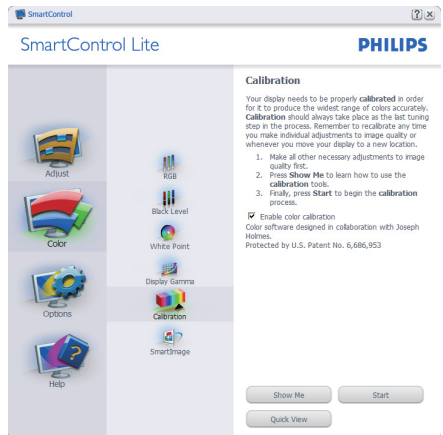 SmartControl
SmartControl Lite
PHILIPS
Adjust
Color
Options
Help
RGB
Black Level
White Point
Display Gamma
Calibration
SmartImage
Calibration
Your display needs to be properly calibrated in order
for it to produce the widest range of colors accurately.
Calibration should always take place as the last tuning
step in the process. Remember to recalibrate any time
you make individual adjustments to image quality or
whenever you move your display to a new location.
1. Make all other necessary adjustments to image
quality first.
2. Press Show Me to learn how to use the
calibration tools.
3. Finally, press Start to begin the calibration
process.
Enable color calibration
Color software designed in collaboration with Joseph
Holmes.
Protected by U.S. Patent No. 6,686,953
Show Me
Start
Quick View